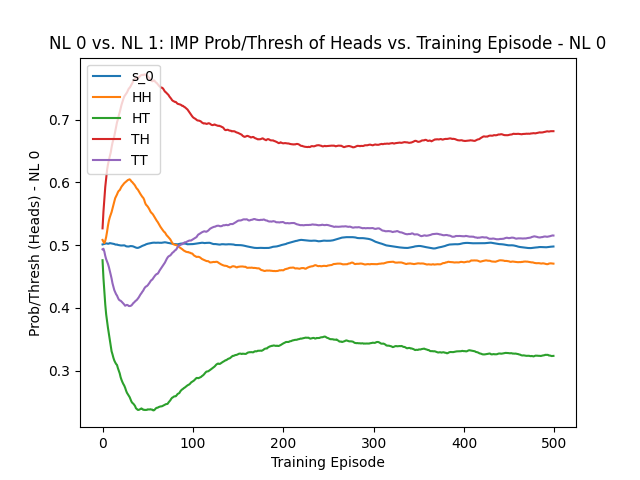 NL 0 vs. NL 1: IMP Prob/Thresh of Heads vs. Training Episode - NL 0
s_0
HH
HT
TH
TT
Prob/Thresh (Heads) - NL 0
0.7
0.6
0.5
0.4
0.3
0 100 200 300 400 500
Training Episode